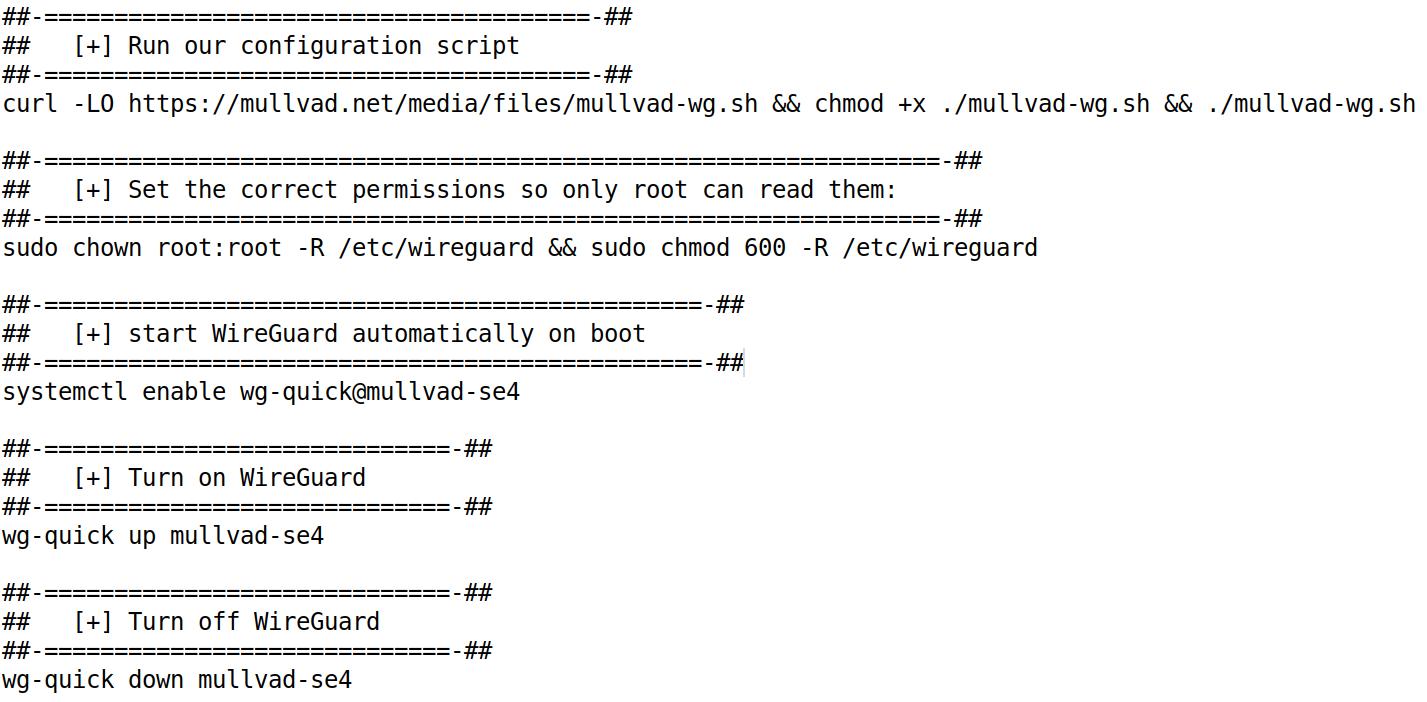 ##-=======================================-##
##   [+] Run our configuration script
##-=======================================-##
curl -LO https://mullvad.net/media/files/mullvad-wg.sh && chmod +x ./mullvad-wg.sh && ./mullvad-wg.sh
##-================================================================-##
##   [+] Set the correct permissions so only root can read them:
##-================================================================-##
sudo chown root:root -R /etc/wireguard && sudo chmod 600 -R /etc/wireguard
##-===============================================-##
##   [+] start WireGuard automatically on boot
##-===============================================-##
systemctl enable wg-quick@mullvad-se4
##-=============================-##
##   [+] Turn on WireGuard
##-=============================-##
wg-quick up mullvad-se4
##-=============================-##
##   [+] Turn off WireGuard
##-=============================-##
wg-quick down mullvad-se4